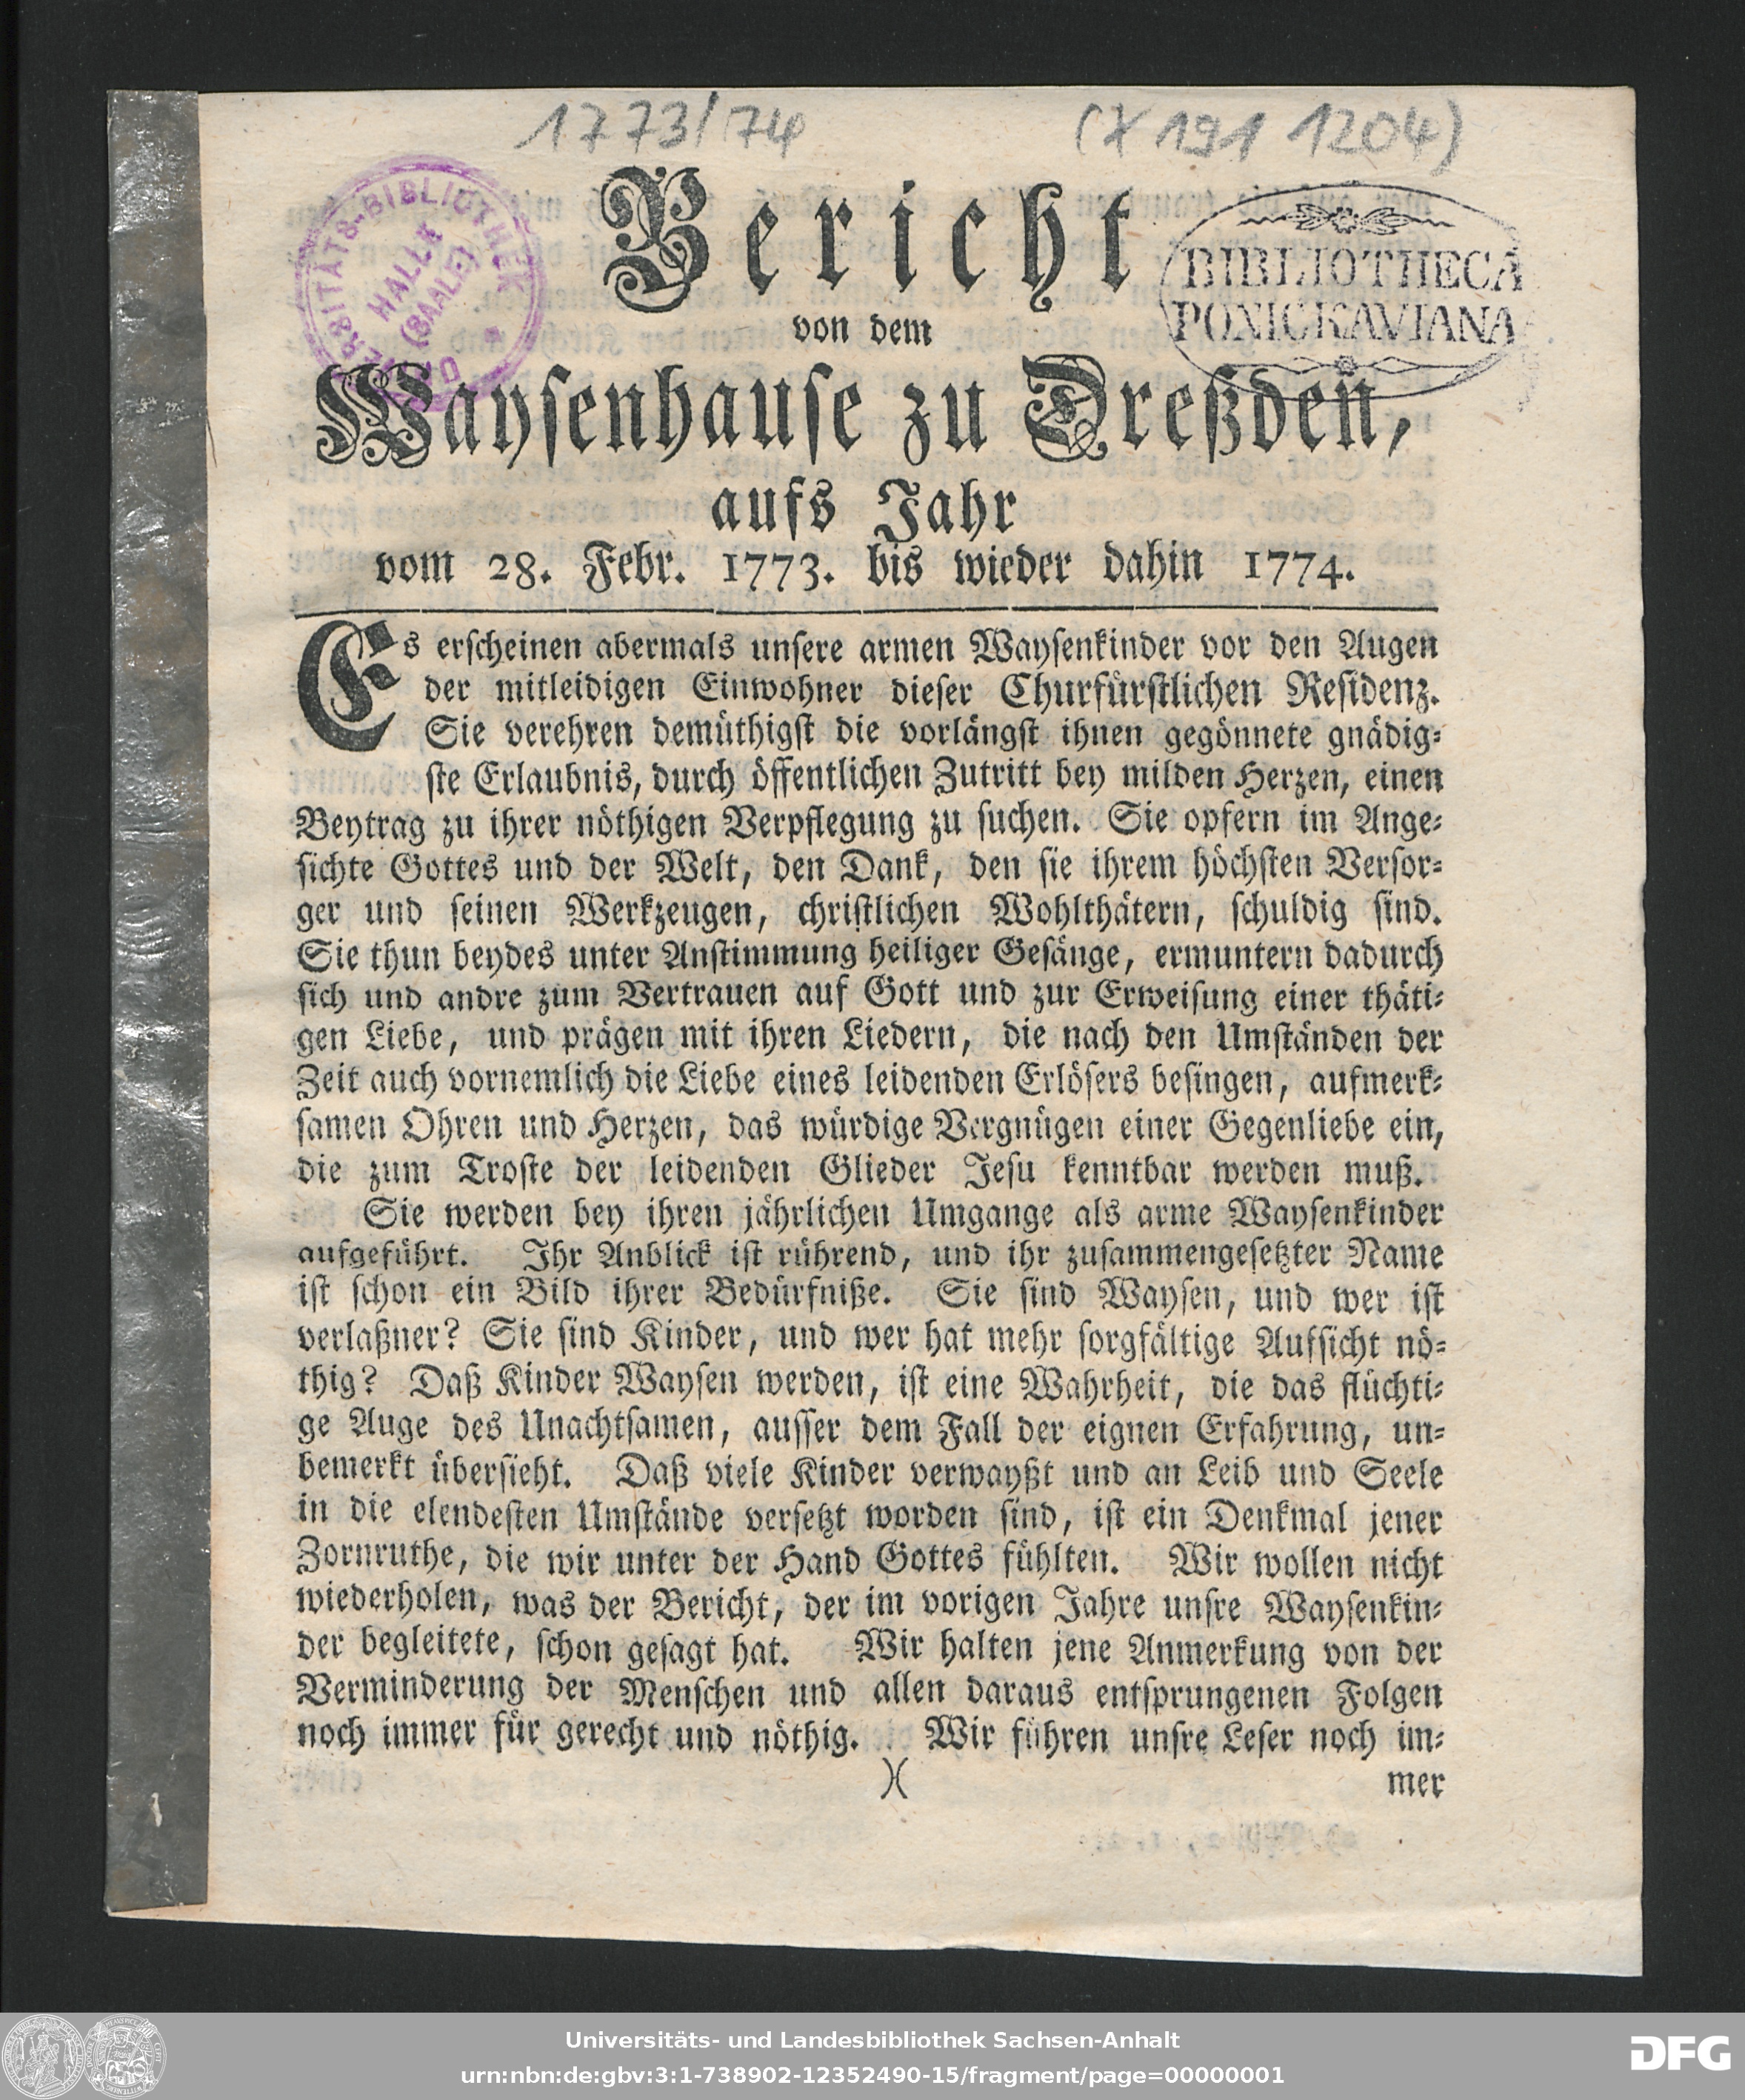 1773/74 (X 191 1204)
UNIVERSITÄTS-BIBLIOTHEK
HALLE
(SAALE)
Bericht
BIBLIOTHECA
PONICKAVIANA
von dem
Waysenhause zu Dreßden,
aufs Jahr
vom 28. Febr. 1773. bis wieder dahin 1774.
Es erscheinen abermals unsere armen Waysenkinder vor den Augen
der mitleidigen Einwohner dieser Churfürstlichen Residenz.
Sie verehren demüthigst die vorlängst ihnen gegönnete gnädig-
ste Erlaubnis, durch öffentlichen Zutritt bey milden Herzen, einen
Beytrag zu ihrer nöthigen Verpflegung zu suchen. Sie opfern im Ange-
sichte Gottes und der Welt, den Dank, den sie ihrem höchsten Versor-
ger und seinen Werkzeugen, christlichen Wohlthätern, schuldig sind.
Sie thun beydes unter Anstimmung heiliger Gesänge, ermuntern dadurch
sich und andre zum Vertrauen auf Gott und zur Erweisung einer thäti-
gen Liebe, und prägen mit ihren Liedern, die nach den Umständen der
Zeit auch vornemlich die Liebe eines leidenden Erlösers besingen, aufmerk-
samen Ohren und Herzen, das würdige Vergnügen einer Gegenliebe ein,
die zum Troste der leidenden Glieder Jesu kenntbar werden muß.
Sie werden bey ihren jährlichen Umgange als arme Waysenkinder
aufgeführt. Ihr Anblick ist rührend, und ihr zusammengesetzter Name
ist schon ein Bild ihrer Bedürfniße. Sie sind Waysen, und wer ist
verlaßner? Sie sind Kinder, und wer hat mehr sorgfältige Aufsicht nö-
thig? Daß Kinder Waysen werden, ist eine Wahrheit, die das flüchti-
ge Auge des Unachtsamen, ausser dem Fall der eignen Erfahrung, un-
bemerkt übersieht. Daß viele Kinder verwayßt und an Leib und Seele
in die elendesten Umstände versetzt worden sind, ist ein Denkmal jener
Zornruthe, die wir unter der Hand Gottes fühlten. Wir wollen nicht
wiederholen, was der Bericht, der im vorigen Jahre unsre Waysenkin-
der begleitete, schon gesagt hat. Wir halten jene Anmerkung von der
Verminderung der Menschen und allen daraus entsprungenen Folgen
noch immer für gerecht und nöthig. Wir führen unsre Leser noch im-
)( mer
Universitäts- und Landesbibliothek Sachsen-Anhalt
urn:nbn:de:gbv:3:1-738902-12352490-15/fragment/page=00000001
DFG